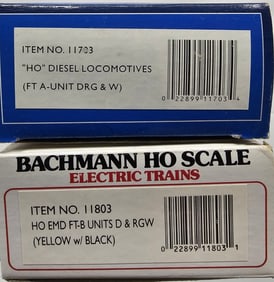 ITEM NO. 11703
"HO" DIESEL LOCOMOTIVES
(FT A-UNIT DRG & W)
0 22899 11703 4
BACHMANN HO SCALE
ELECTRIC TRAINS
ITEM NO. 11803
HO EMD FT-B UNITS D & RGW
(YELLOW w/ BLACK)
0 22899 11803 1